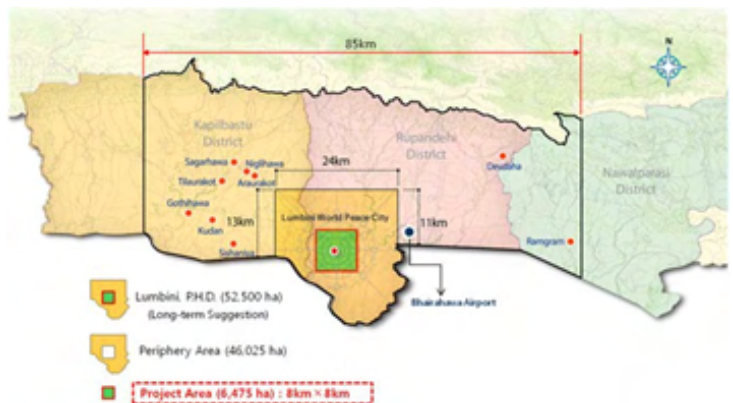 N
85km
Kapilbastu
District
Rupandehi
District
Nawalparasi
District
Sagarhawa
Niglihawa
Tilaurakot
Araurakot
Devdaha
24km
Gothihawa
Kudan
13km
Lumbini World Peace City
11km
Ramgram
Sishaniya
Bhairahawa Airport
Lumbini. P.H.D. (52.500 ha)
(Long-term Suggestion)
Periphery Area (46,025 ha)
Project Area (6,475 ha) : 8km × 8km